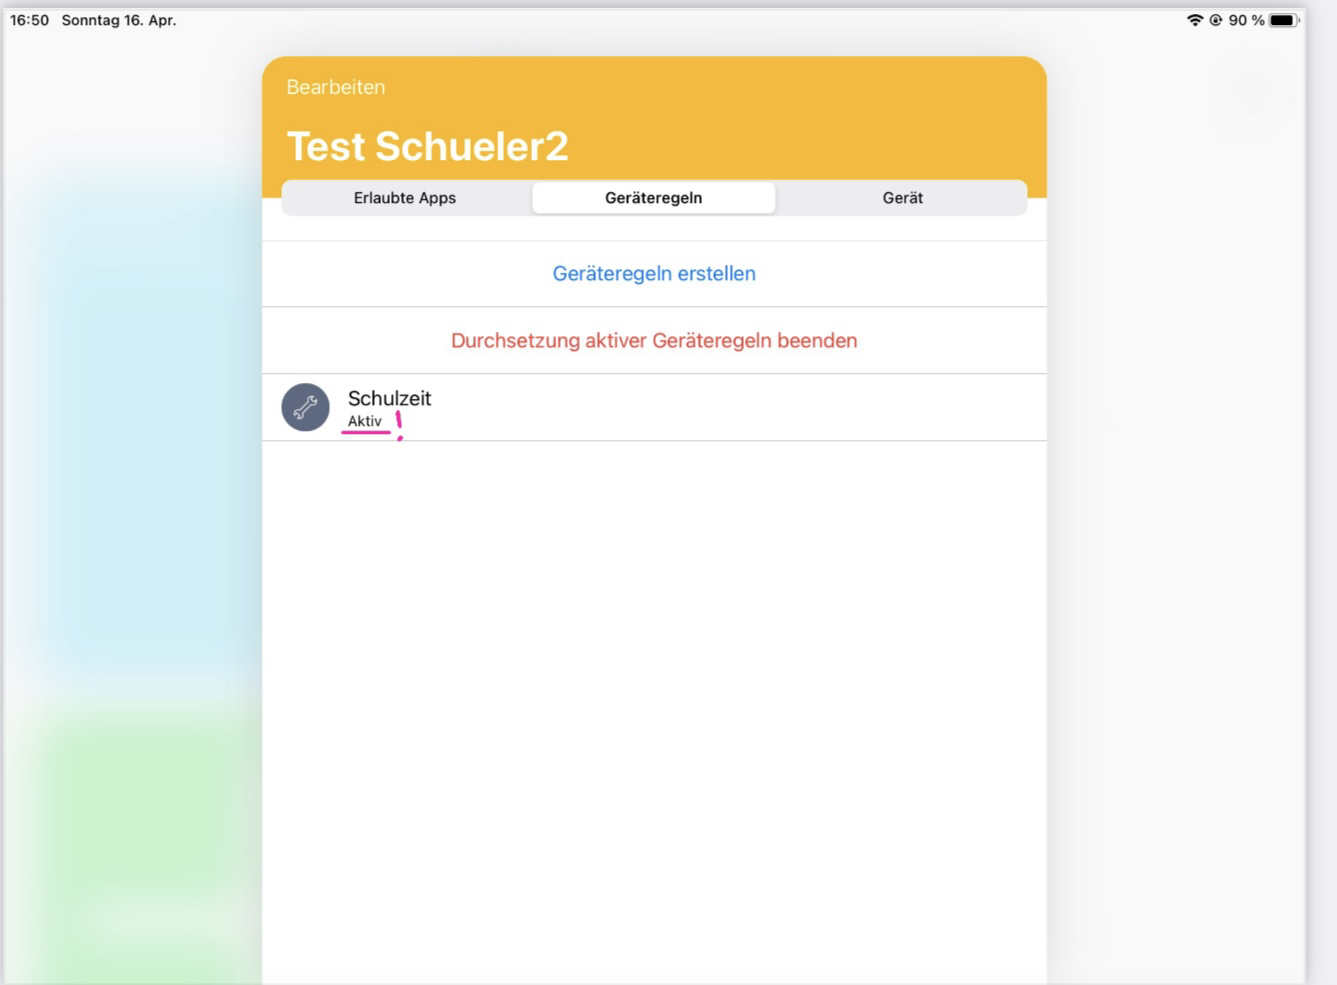 16:50 Sonntag 16. Apr.
90 %
Bearbeiten
Test Schueler2
Erlaubte Apps Geräteregeln Gerät
Geräteregeln erstellen
Durchsetzung aktiver Geräteregeln beenden
Schulzeit
Aktiv !